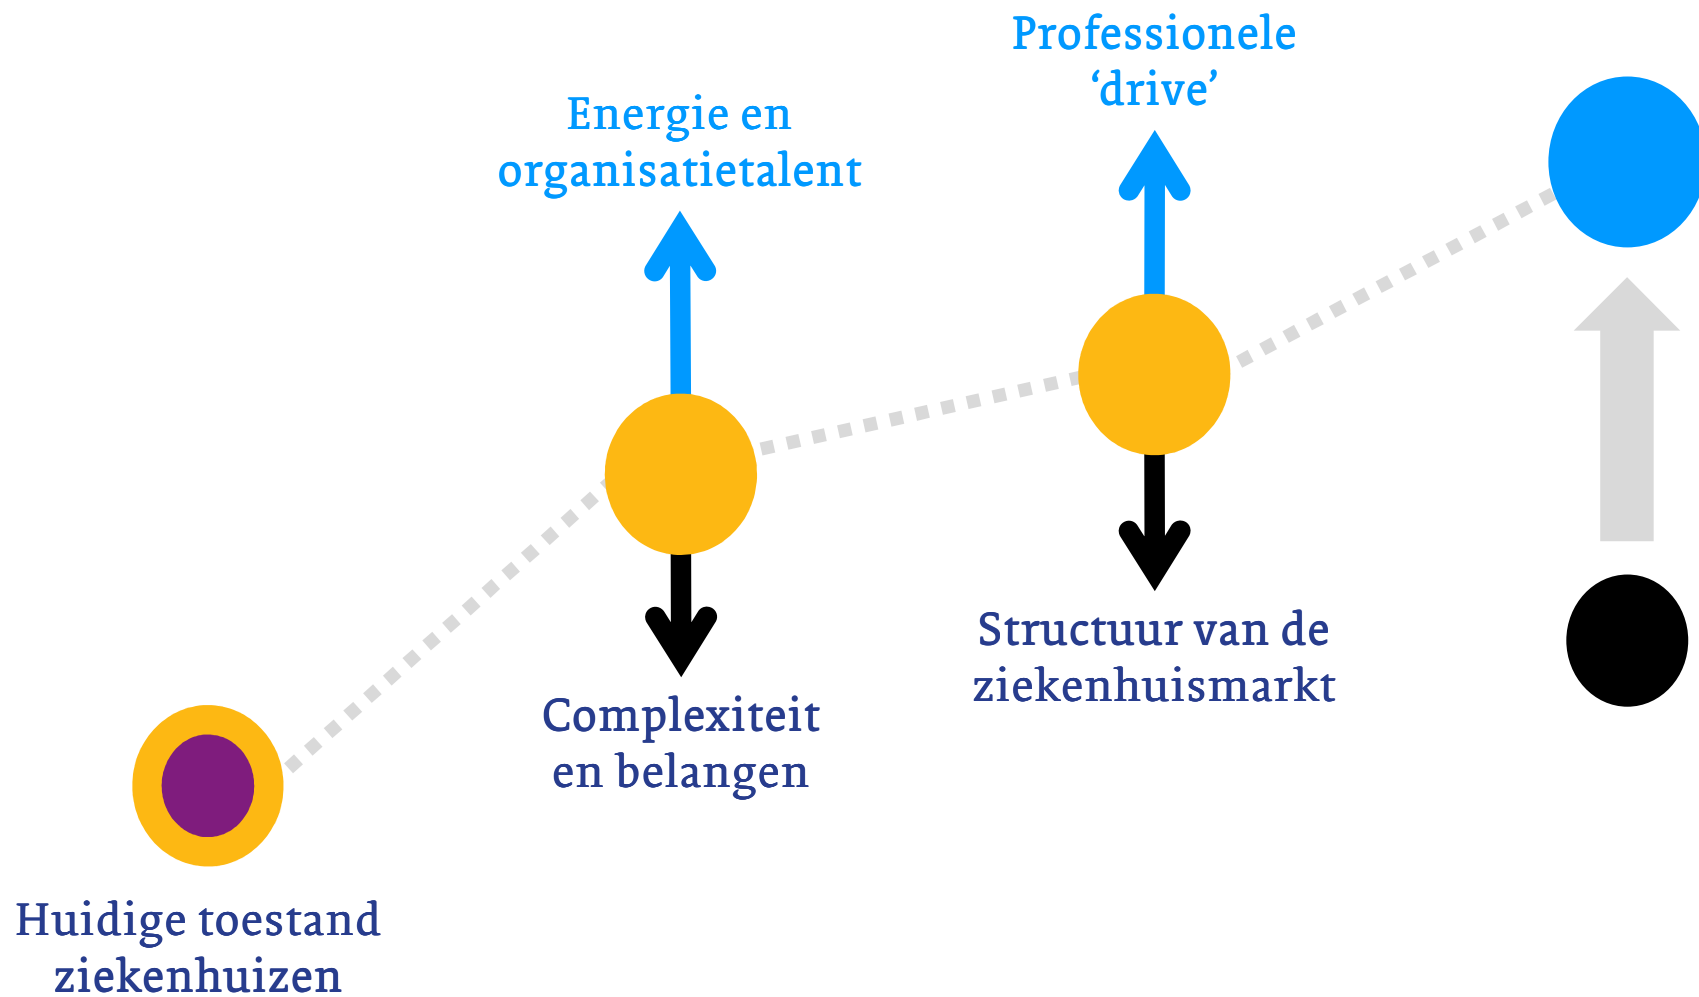 Professionele
‘drive’
Energie en
organisatietalent
Structuur van de
ziekenhuismarkt
Complexiteit
en belangen
Huidige toestand
ziekenhuizen